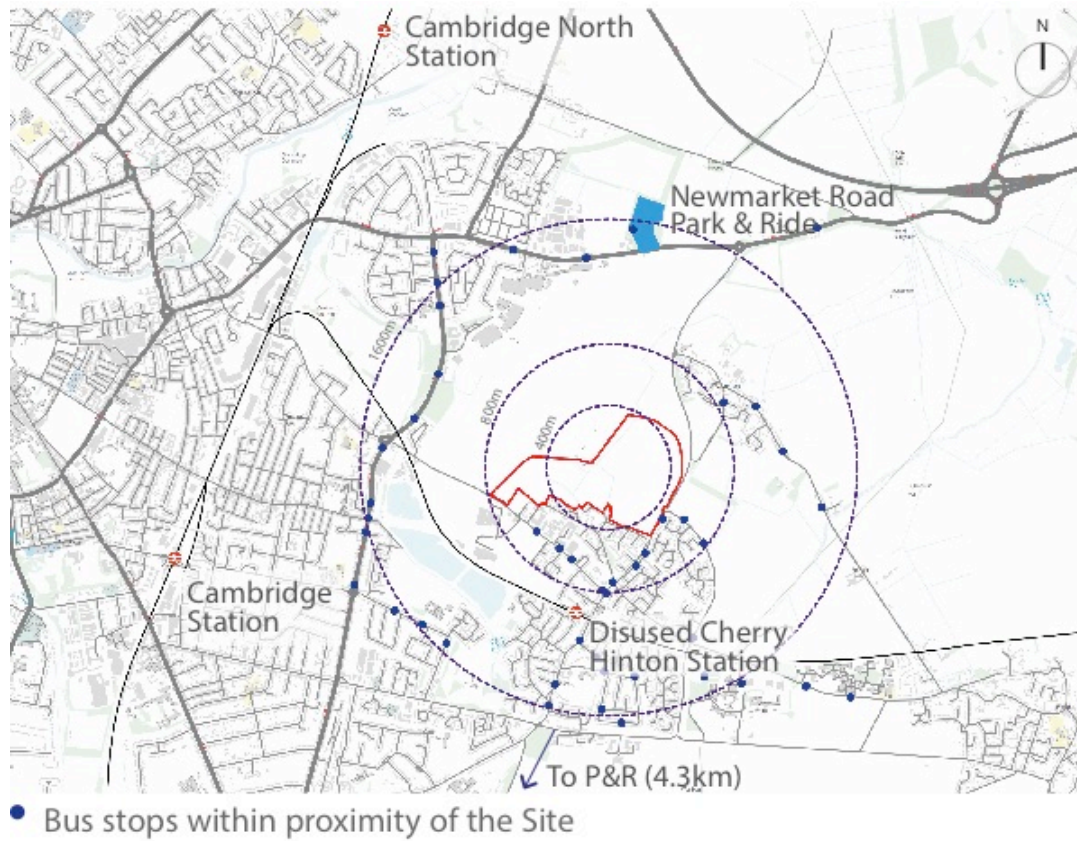 Cambridge North
Station
N
Newmarket Road
Park & Ride
1600m
800m
400m
Cambridge
Station
Disused Cherry
Hinton Station
To P&R (4.3km)
Bus stops within proximity of the Site